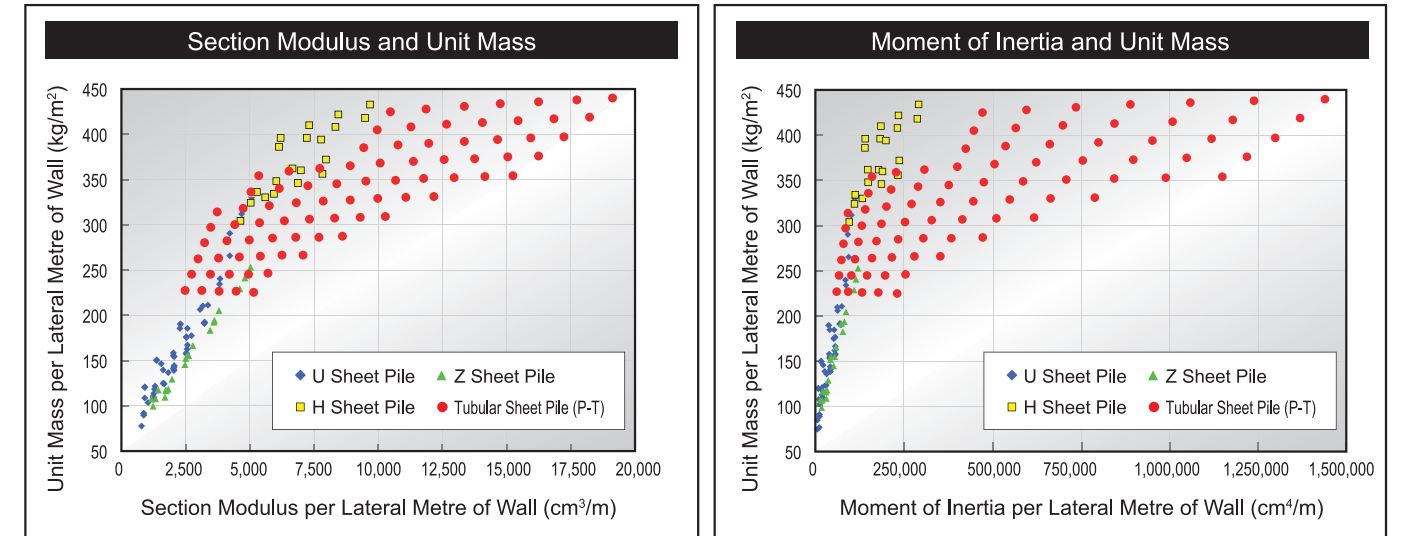 Section Modulus and Unit Mass
Unit Mass per Lateral Metre of Wall (kg/m²)
450
400
350
300
250
200
150
100
50
U Sheet Pile
Z Sheet Pile
H Sheet Pile
Tubular Sheet Pile (P-T)
0 2,500 5,000 7,500 10,000 12,500 15,000 17,500 20,000
Section Modulus per Lateral Metre of Wall (cm³/m)
Moment of Inertia and Unit Mass
Unit Mass per Lateral Metre of Wall (kg/m²)
450
400
350
300
250
200
150
100
50
U Sheet Pile
Z Sheet Pile
H Sheet Pile
Tubular Sheet Pile (P-T)
0 250,000 500,000 750,000 1,000,000 1,250,000 1,500,000
Moment of Inertia per Lateral Metre of Wall (cm⁴/m)